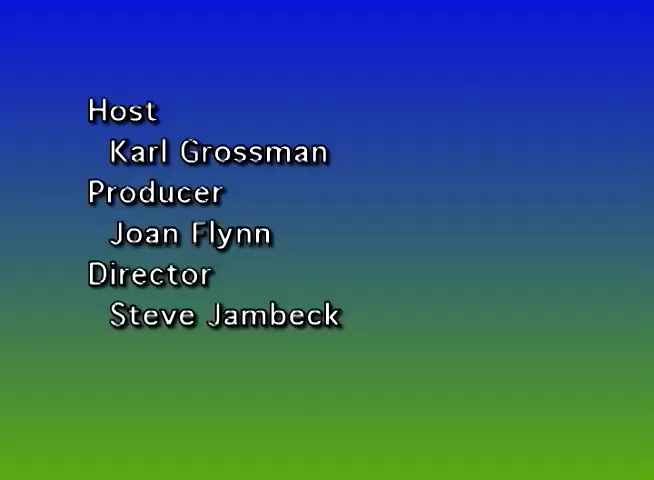 Host
Karl Grossman
Producer
Joan Flynn
Director
Steve Jambeck